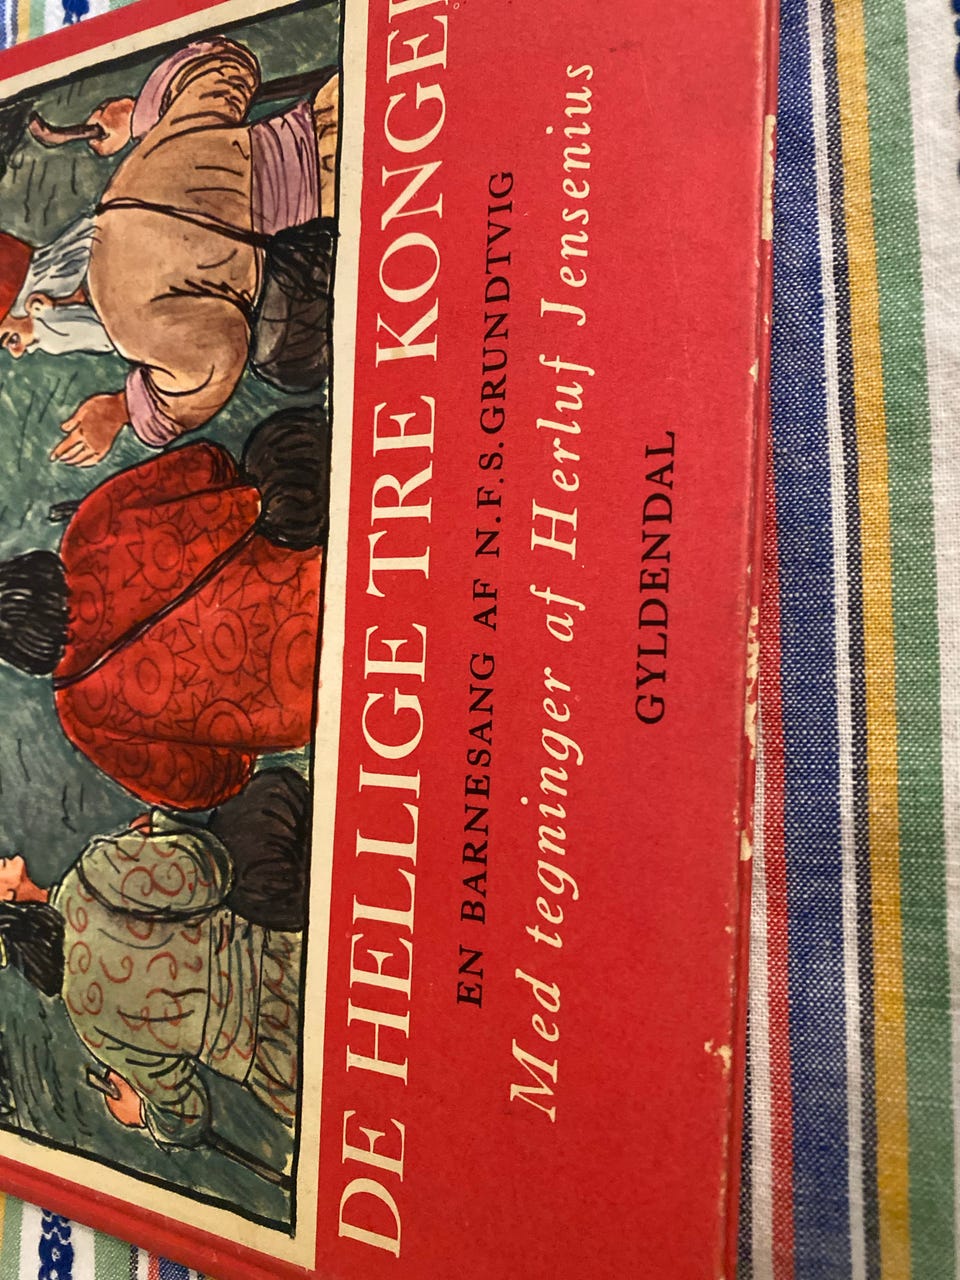 DE HELLIGE TRE KONGER
EN BARNESANG AF N.F.S. GRUNDTVIG
Med tegninger af Herluf Jensenius
GYLDENDAL